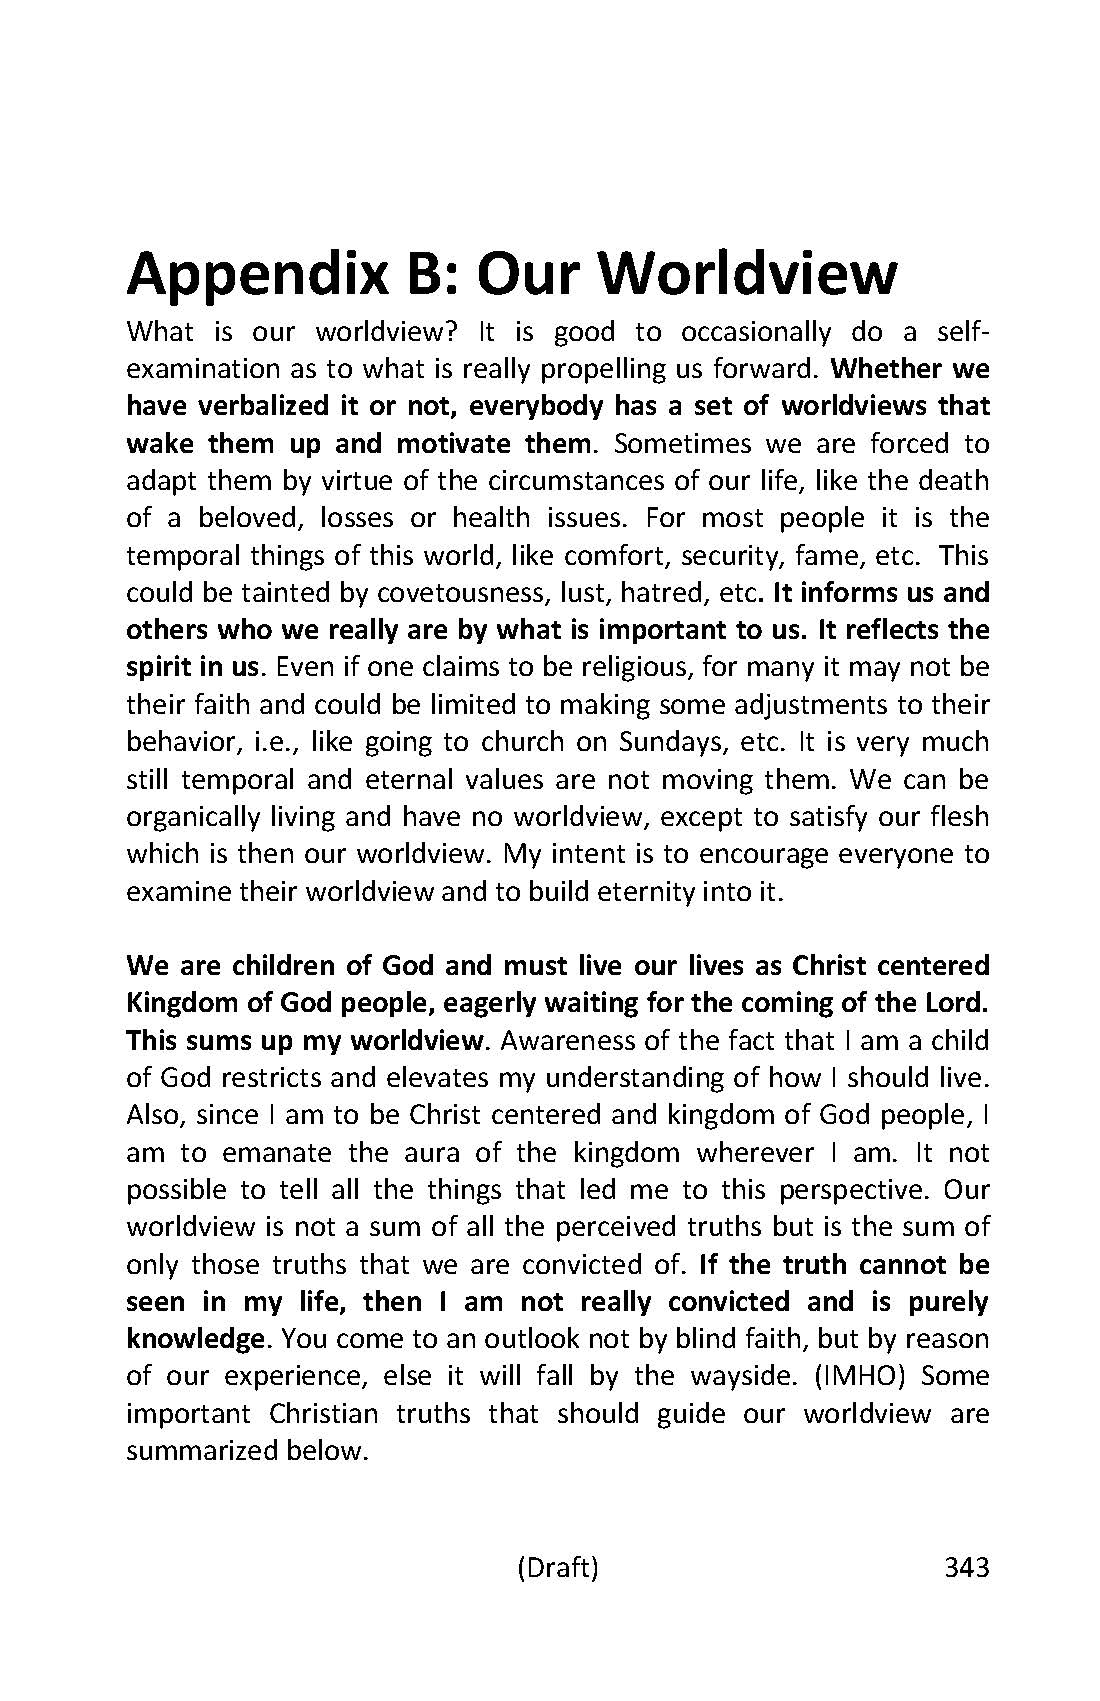 Appendix B: Our Worldview
What is our worldview? It is good to occasionally do a self-
examination as to what is really propelling us forward. Whether we
have verbalized it or not, everybody has a set of worldviews that
wake them up and motivate them. Sometimes we are forced to
adapt them by virtue of the circumstances of our life, like the death
of a beloved, losses or health issues. For most people it is the
temporal things of this world, like comfort, security, fame, etc. This
could be tainted by covetousness, lust, hatred, etc. It informs us and
others who we really are by what is important to us. It reflects the
spirit in us. Even if one claims to be religious, for many it may not be
their faith and could be limited to making some adjustments to their
behavior, i.e., like going to church on Sundays, etc. It is very much
still temporal and eternal values are not moving them. We can be
organically living and have no worldview, except to satisfy our flesh
which is then our worldview. My intent is to encourage everyone to
examine their worldview and to build eternity into it.
We are children of God and must live our lives as Christ centered
Kingdom of God people, eagerly waiting for the coming of the Lord.
This sums up my worldview. Awareness of the fact that I am a child
of God restricts and elevates my understanding of how I should live.
Also, since I am to be Christ centered and kingdom of God people, I
am to emanate the aura of the kingdom wherever I am. It not
possible to tell all the things that led me to this perspective. Our
worldview is not a sum of all the perceived truths but is the sum of
only those truths that we are convicted of. If the truth cannot be
seen in my life, then I am not really convicted and is purely
knowledge. You come to an outlook not by blind faith, but by reason
of our experience, else it will fall by the wayside. (IMHO) Some
important Christian truths that should guide our worldview are
summarized below.
(Draft) 343